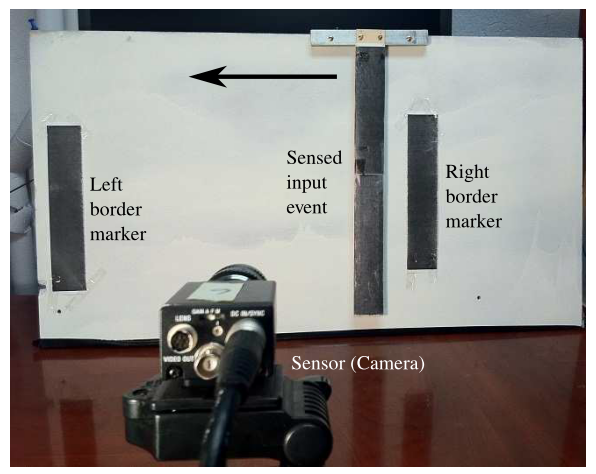 Sensed
input
event
Left
border
marker
Right
border
marker
LENS
DC IN/SYNC
VIDEO OUT
Sensor (Camera)